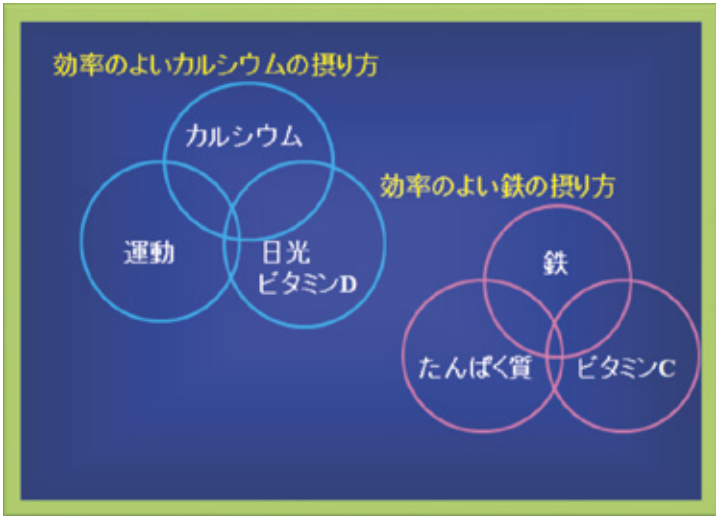 効率のよいカルシウムの摂り方
カルシウム
運動
日光
ビタミンD
効率のよい鉄の摂り方
鉄
たんぱく質
ビタミンC